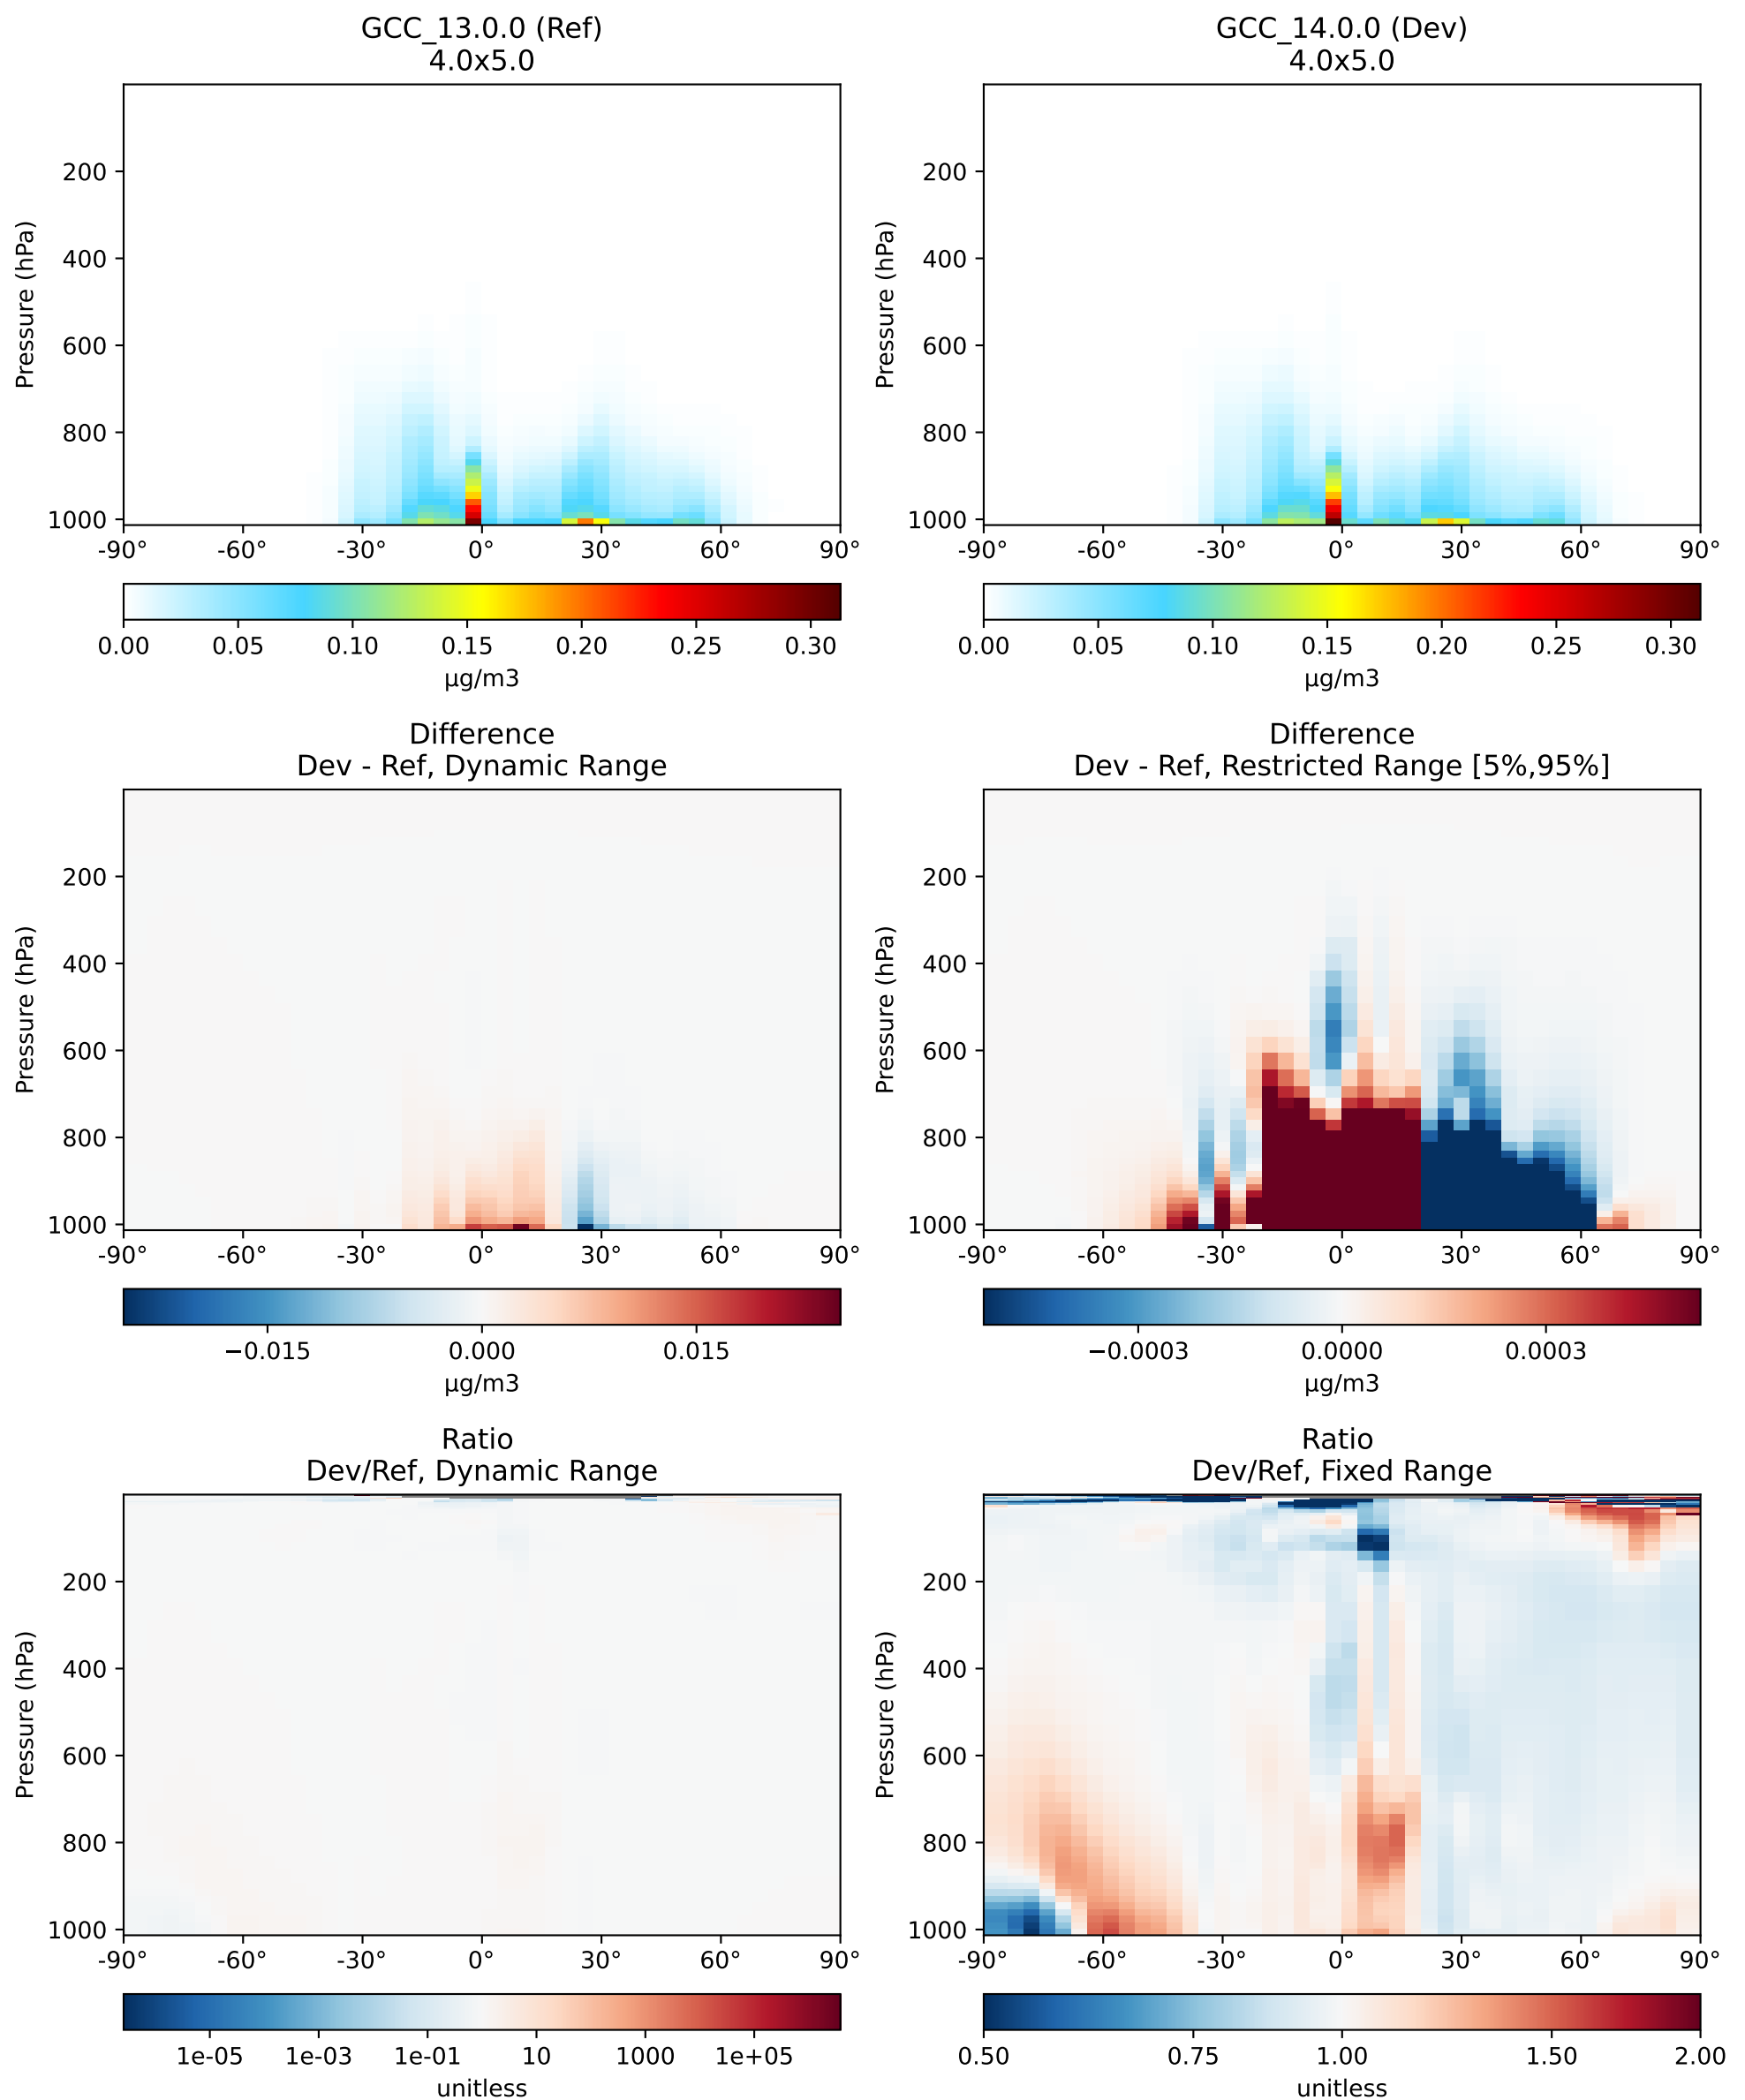 GCC_13.0.0 (Ref)
4.0x5.0
Pressure (hPa)
200
400
600
800
1000
-90° -60° -30° 0° 30° 60° 90°
0.00 0.05 0.10 0.15 0.20 0.25 0.30
μg/m3
GCC_14.0.0 (Dev)
4.0x5.0
Pressure (hPa)
200
400
600
800
1000
-90° -60° -30° 0° 30° 60° 90°
0.00 0.05 0.10 0.15 0.20 0.25 0.30
μg/m3
Difference
Dev - Ref, Dynamic Range
Pressure (hPa)
200
400
600
800
1000
-90° -60° -30° 0° 30° 60° 90°
−0.015 0.000 0.015
μg/m3
Difference
Dev - Ref, Restricted Range [5%,95%]
Pressure (hPa)
200
400
600
800
1000
-90° -60° -30° 0° 30° 60° 90°
−0.0003 0.0000 0.0003
μg/m3
Ratio
Dev/Ref, Dynamic Range
Pressure (hPa)
200
400
600
800
1000
-90° -60° -30° 0° 30° 60° 90°
1e-05 1e-03 1e-01 10 1000 1e+05
unitless
Ratio
Dev/Ref, Fixed Range
Pressure (hPa)
200
400
600
800
1000
-90° -60° -30° 0° 30° 60° 90°
0.50 0.75 1.00 1.50 2.00
unitless